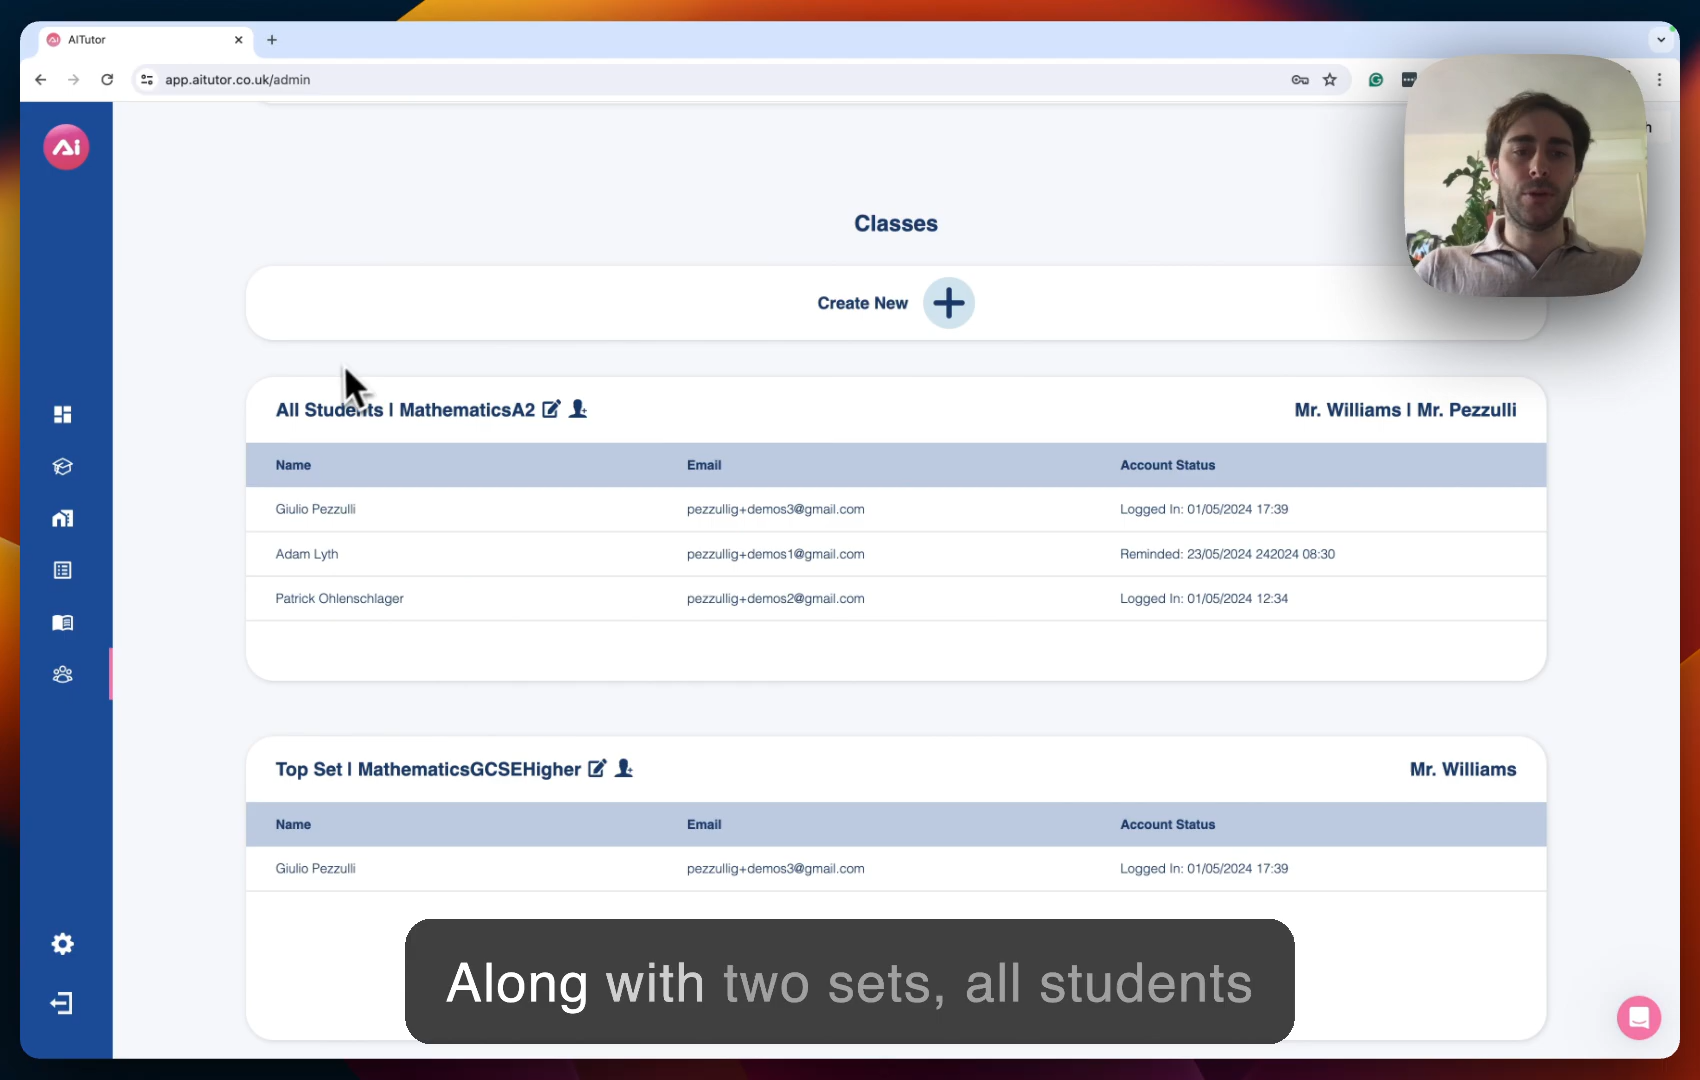 AITutor
app.aitutor.co.uk/admin
Ai
Classes
Create New
All Students | MathematicsA2
Mr. Williams | Mr. Pezzulli
Name Email Account Status
Giulio Pezzulli pezzullig+demos3@gmail.com Logged In: 01/05/2024 17:39
Adam Lyth pezzullig+demos1@gmail.com Reminded: 23/05/2024 242024 08:30
Patrick Ohlenschlager pezzullig+demos2@gmail.com Logged In: 01/05/2024 12:34
Top Set | MathematicsGCSEHigher
Mr. Williams
Name Email Account Status
Giulio Pezzulli pezzullig+demos3@gmail.com Logged In: 01/05/2024 17:39
Along with two sets, all students